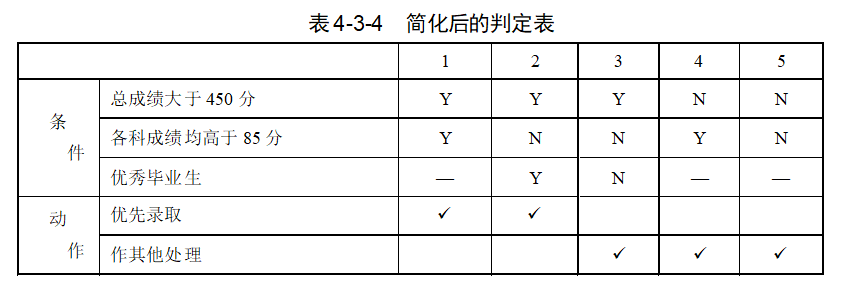 表4-3-4 简化后的判定表
1 2 3 4 5
条件
总成绩大于 450 分 Y Y Y N N
各科成绩均高于 85 分 Y N N Y N
优秀毕业生 — Y N — —
动作
优先录取 ✓ ✓
作其他处理 ✓ ✓ ✓